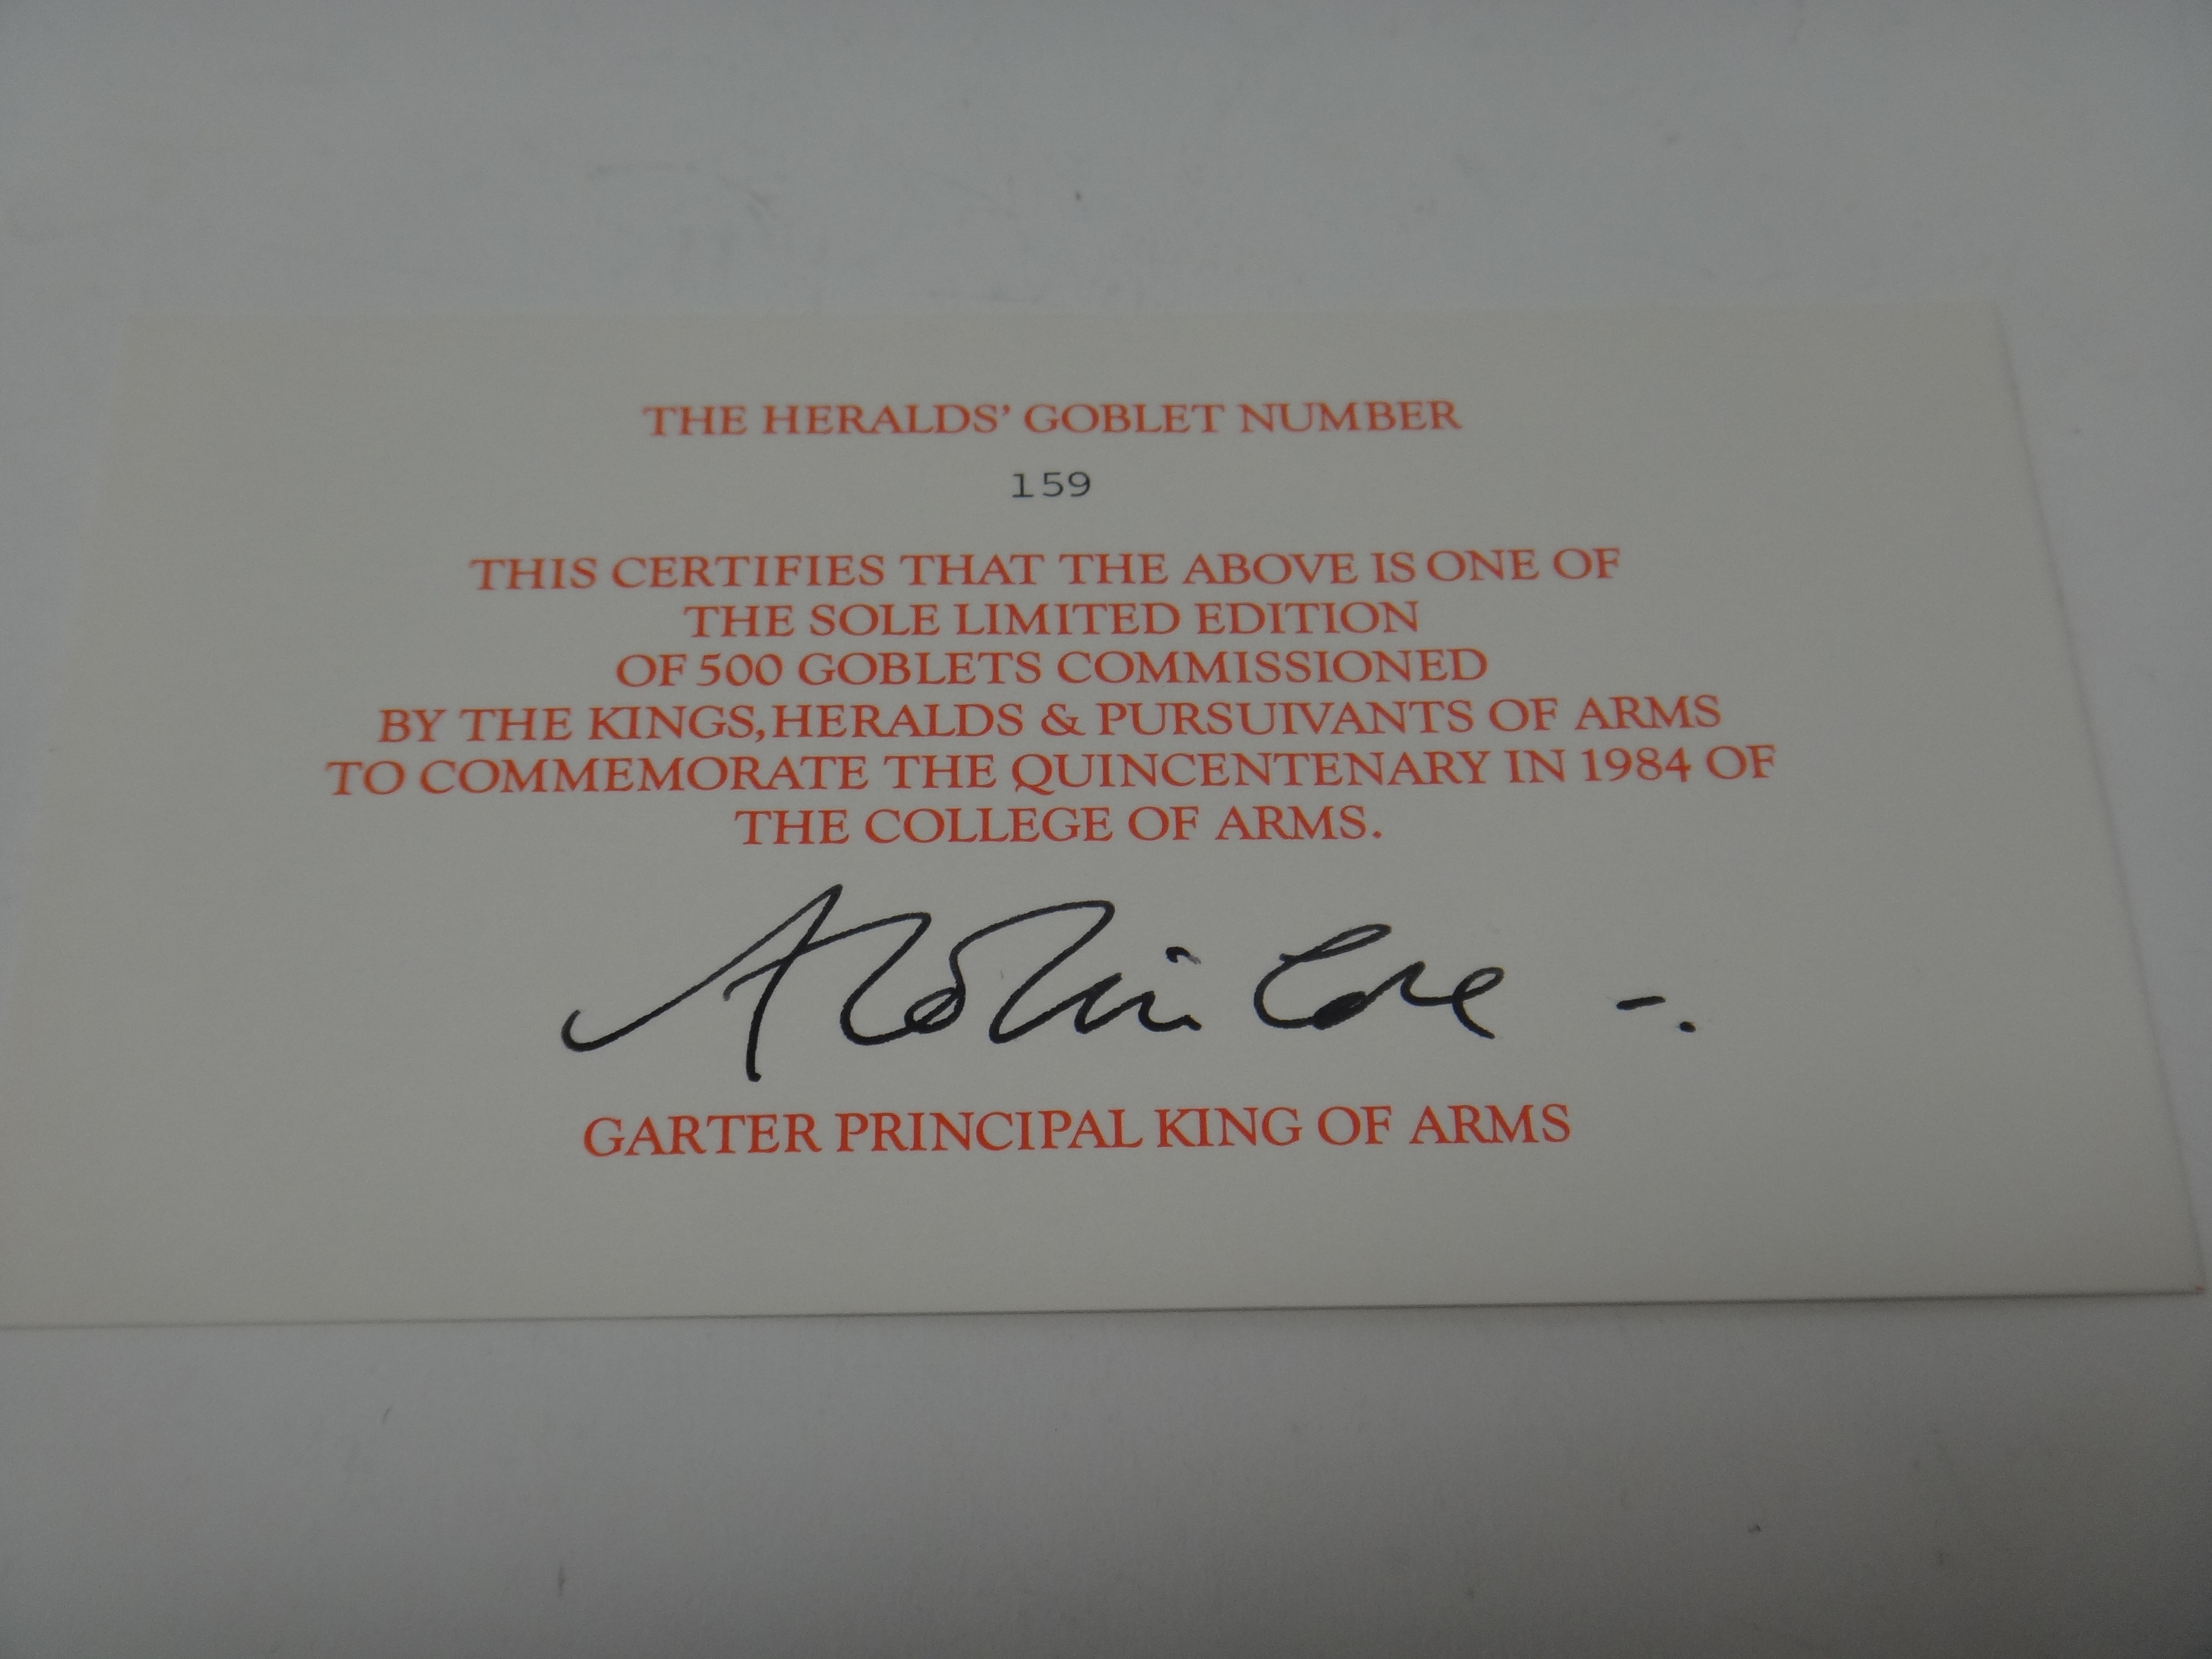 THE HERALDS' GOBLET NUMBER
159
THIS CERTIFIES THAT THE ABOVE IS ONE OF
THE SOLE LIMITED EDITION
OF 500 GOBLETS COMMISSIONED
BY THE KINGS, HERALDS & PURSUIVANTS OF ARMS
TO COMMEMORATE THE QUINCENTENARY IN 1984 OF
THE COLLEGE OF ARMS.
GARTER PRINCIPAL KING OF ARMS